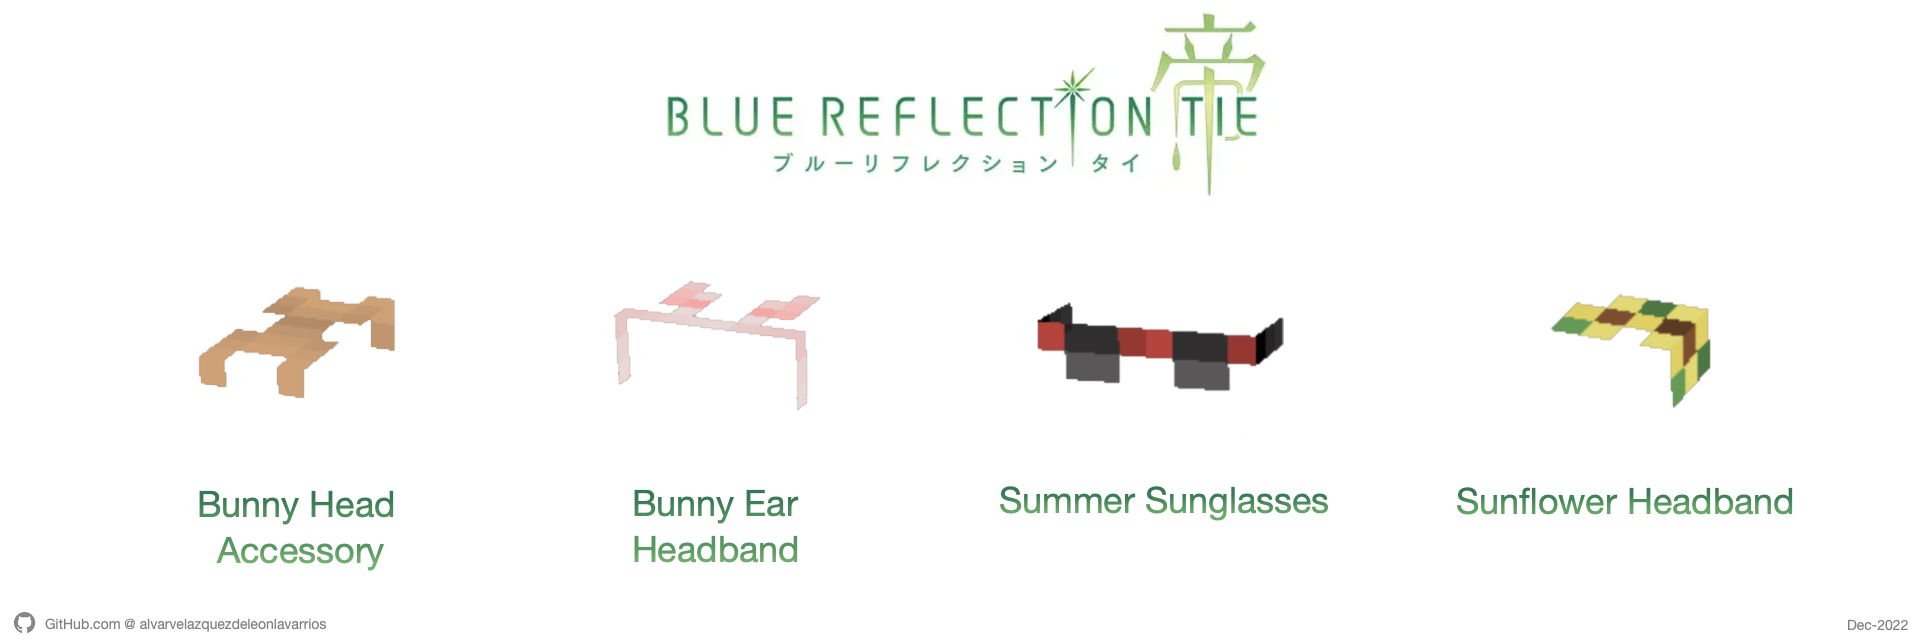 帝
BLUE REFLECTION TIE
ブルーリフレクション タイ
Bunny Head
Accessory
Bunny Ear
Headband
Summer Sunglasses
Sunflower Headband
GitHub.com @ alvarvelazquezdeleonlavarrios
Dec-2022